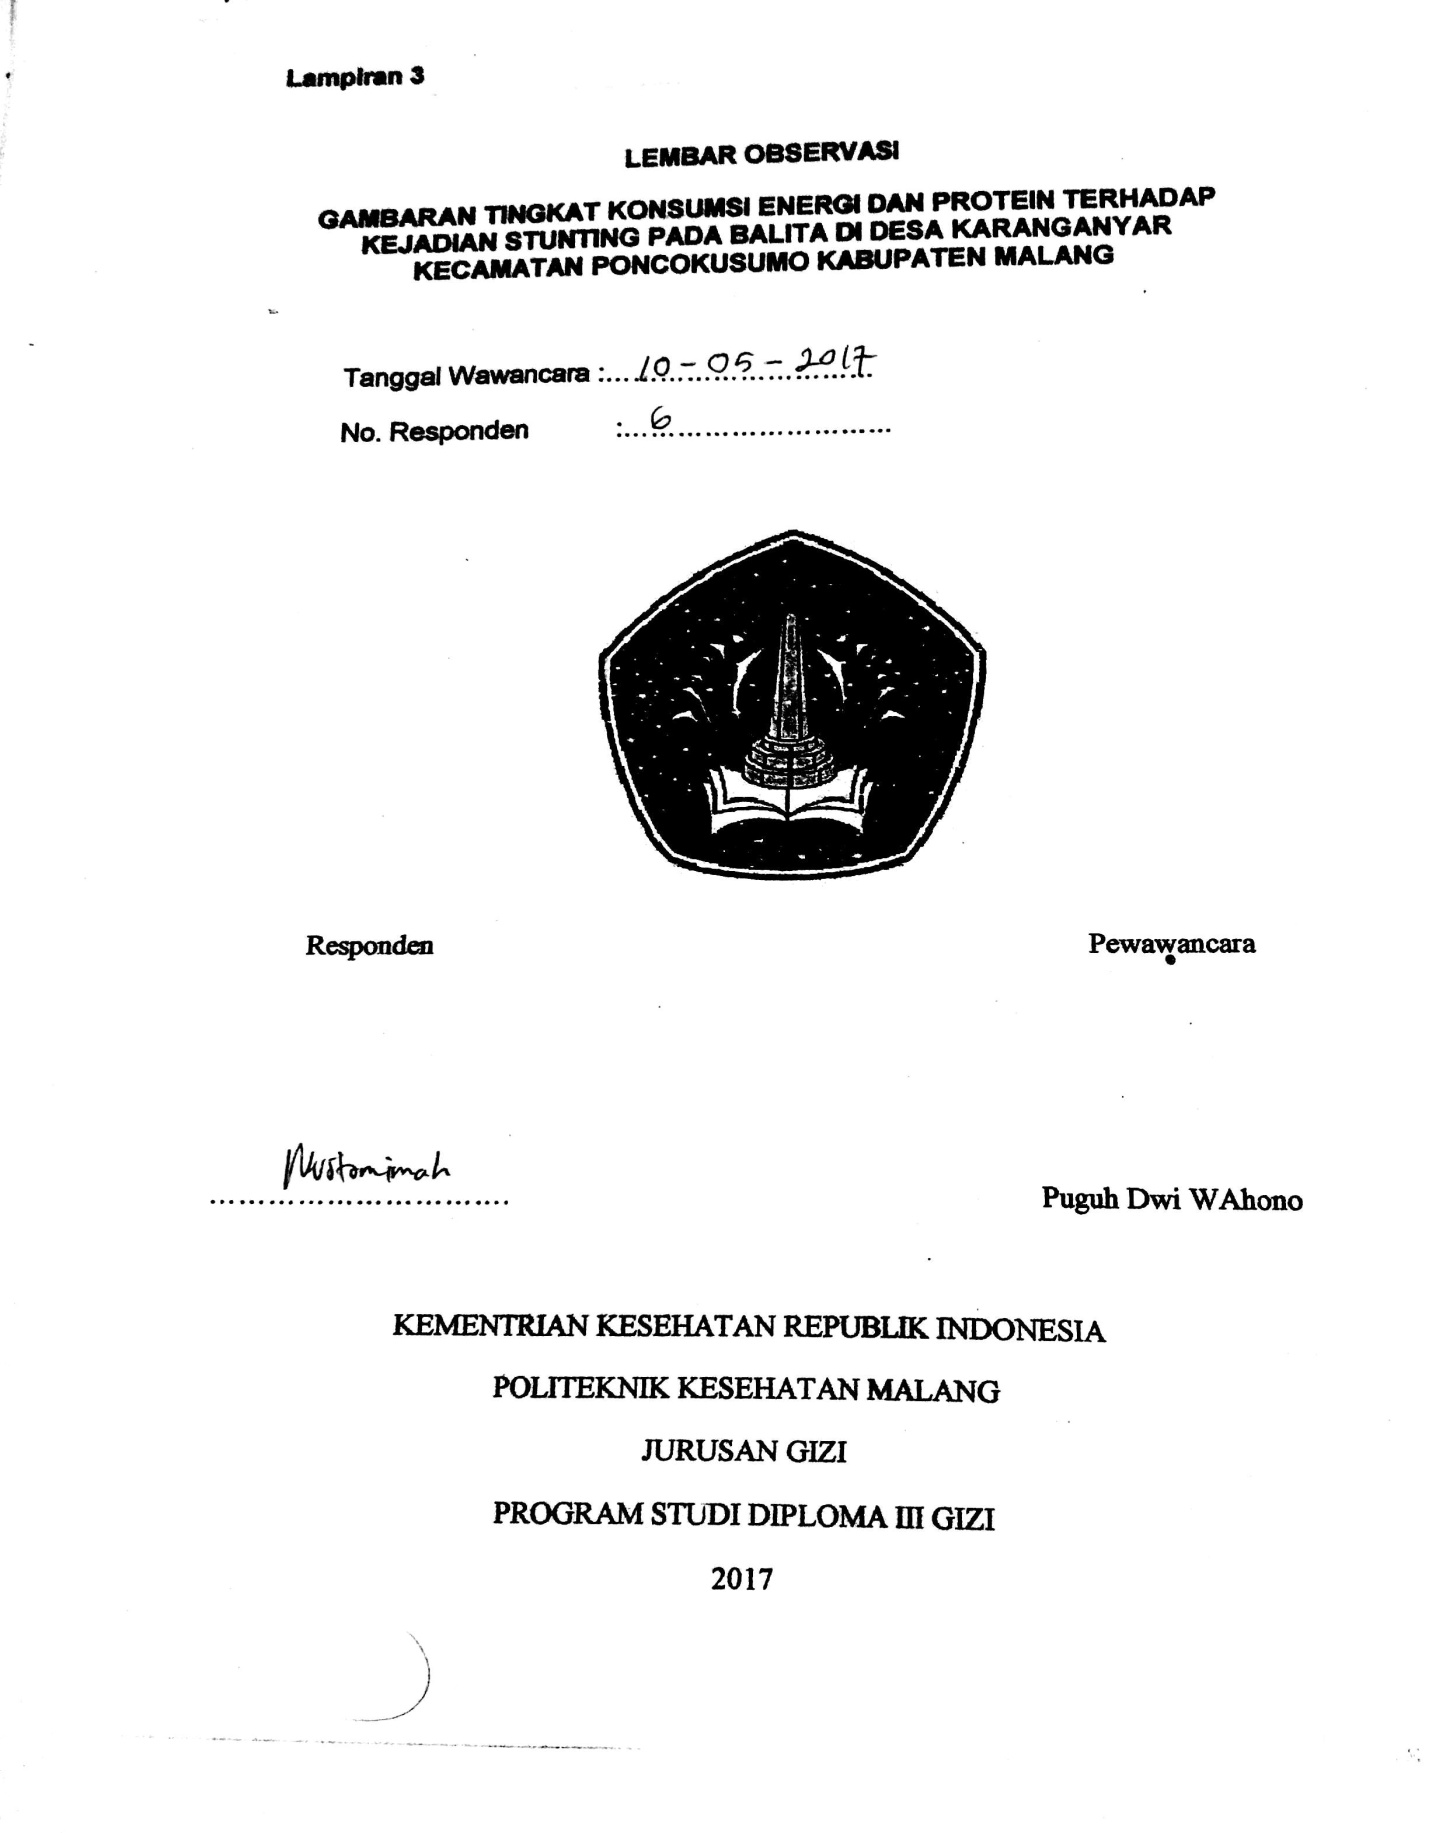 Lampiran 3
LEMBAR OBSERVASI
GAMBARAN TINGKAT KONSUMSI ENERGI DAN PROTEIN TERHADAP
KEJADIAN STUNTING PADA BALITA DI DESA KARANGANYAR
KECAMATAN PONCOKUSUMO KABUPATEN MALANG
Tanggal Wawancara :....10-05-2017
No. Responden :....6..............................
Responden Pewawancara
Mustomimah
Puguh Dwi WAhono
KEMENTRIAN KESEHATAN REPUBLIK INDONESIA
POLITEKNIK KESEHATAN MALANG
JURUSAN GIZI
PROGRAM STUDI DIPLOMA III GIZI
2017